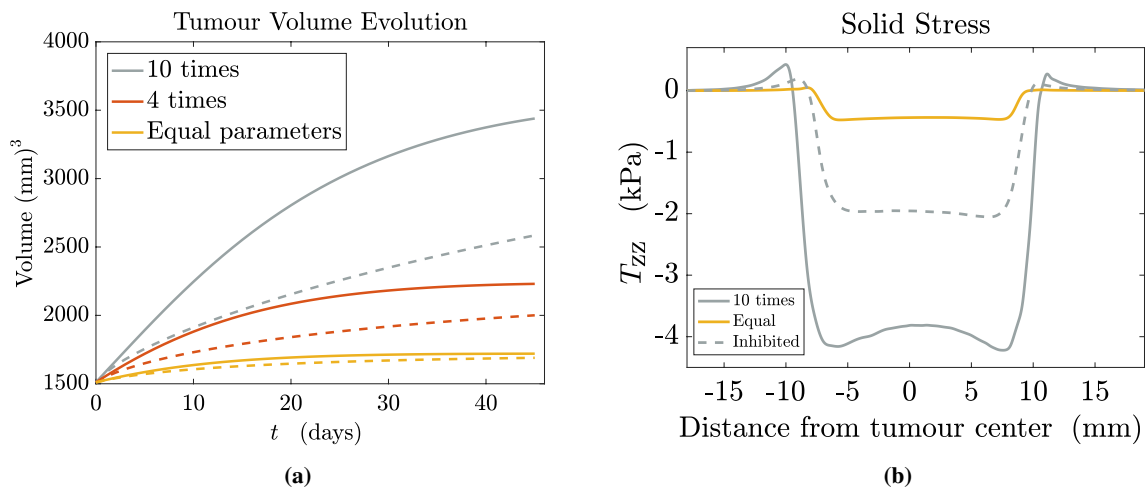 Tumour Volume Evolution
4000
3500
3000
2500
2000
1500
Volume (mm)³
10 times
4 times
Equal parameters
0
10
20
30
40
t (days)
(a)
Solid Stress
0
-1
-2
-3
-4
T_ZZ (kPa)
10 times
Equal
Inhibited
-15
-10
-5
0
5
10
15
Distance from tumour center (mm)
(b)